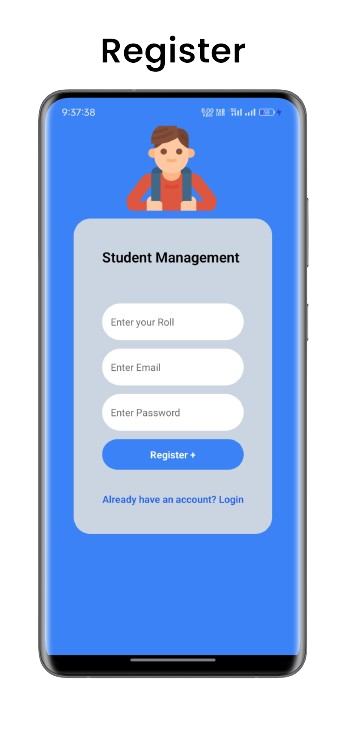 Register
9:37:38
Student Management
Enter your Roll
Enter Email
Enter Password
Register +
Already have an account? Login